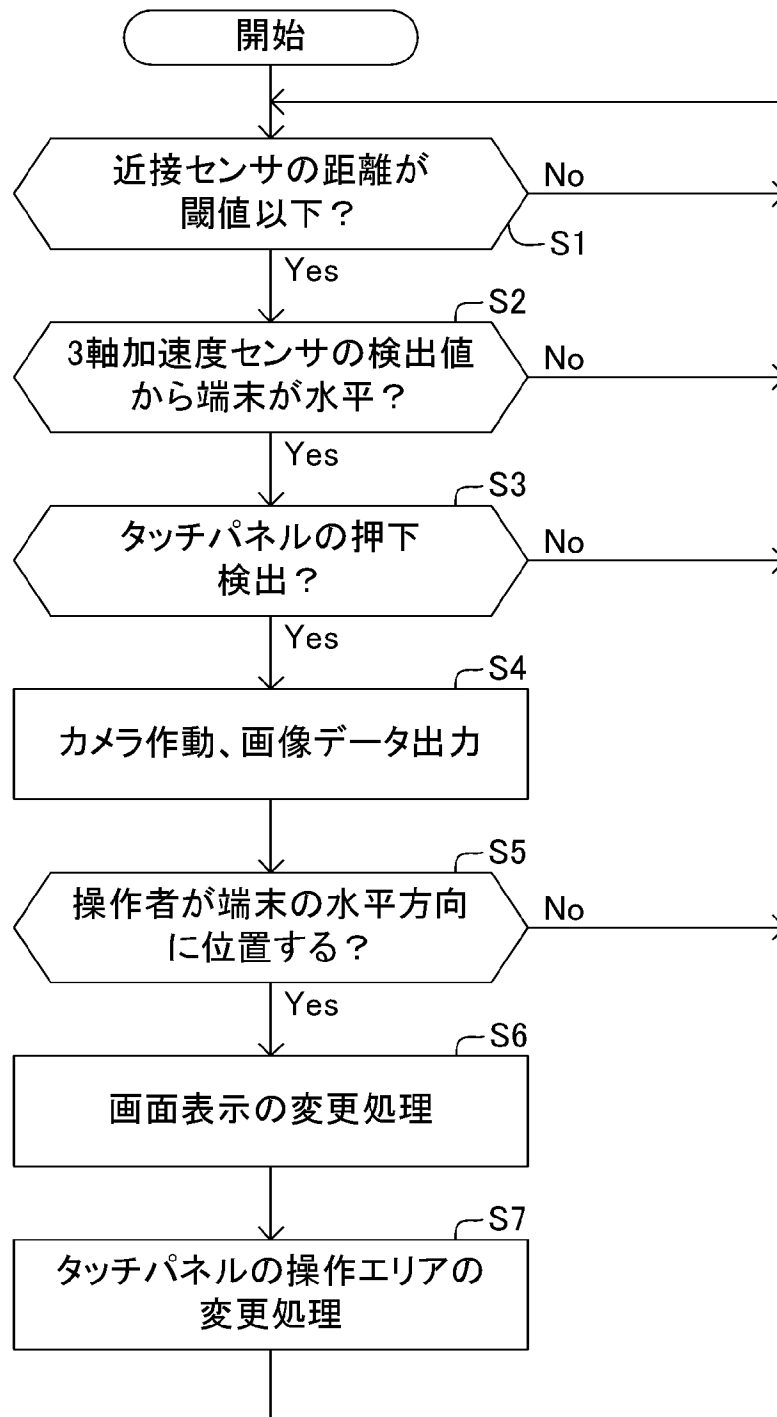 開始
近接センサの距離が
閾値以下？
No
S1
Yes
S2
3軸加速度センサの検出値
から端末が水平？
No
Yes
S3
タッチパネルの押下
検出？
No
Yes
S4
カメラ作動、画像データ出力
S5
操作者が端末の水平方向
に位置する？
No
Yes
S6
画面表示の変更処理
S7
タッチパネルの操作エリアの
変更処理